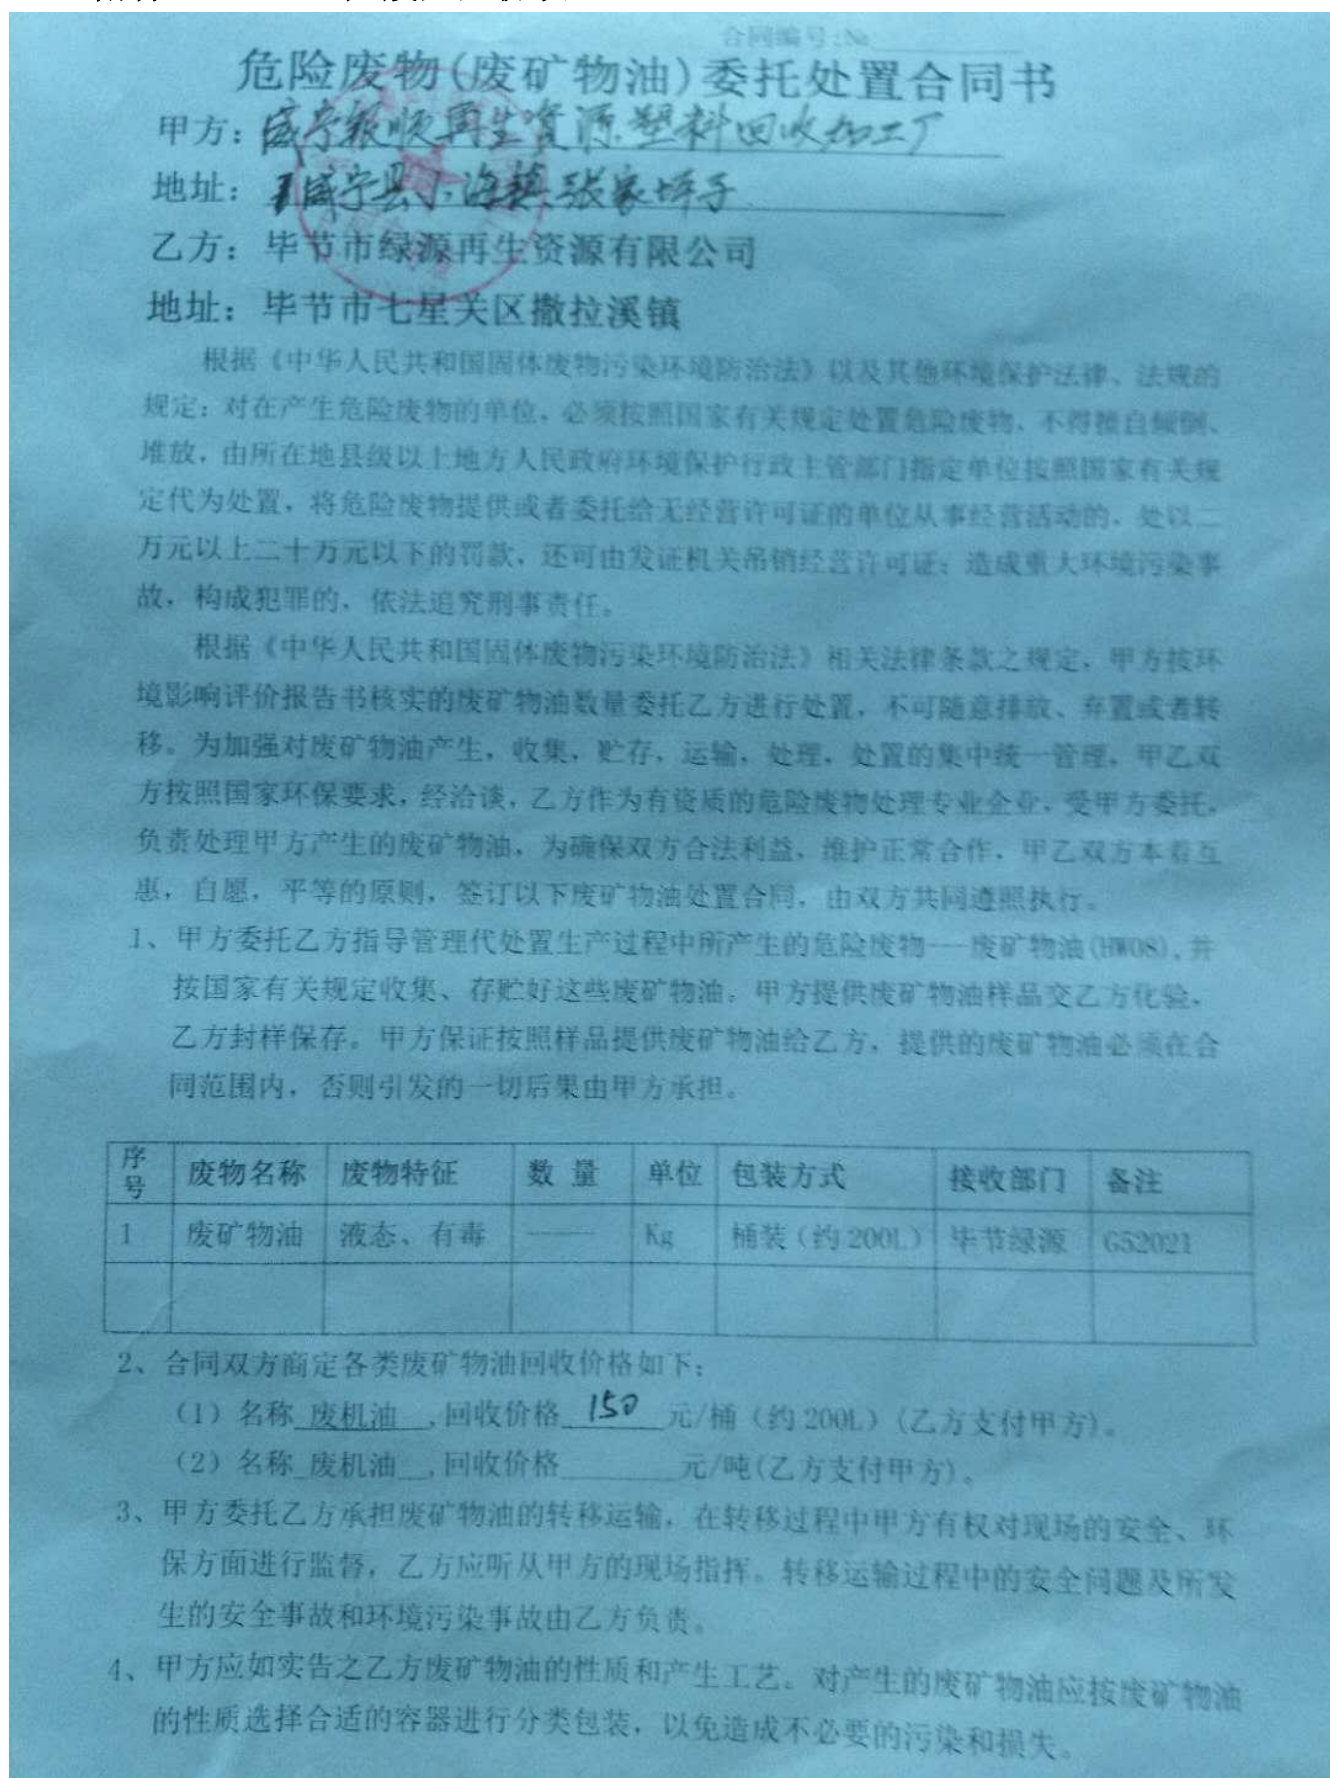 合同编号:№
危险废物(废矿物油)委托处置合同书
甲方: 威宁振顺再生资源塑料回收加工厂
地址: 威宁县小海镇张家坪子
乙方: 毕节市绿源再生资源有限公司
地址: 毕节市七星关区撒拉溪镇
根据《中华人民共和国固体废物污染环境防治法》以及其他环境保护法律、法规的
规定:对在产生危险废物的单位,必须按照国家有关规定处置危险废物,不得擅自倾倒、
堆放,由所在地县级以上地方人民政府环境保护行政主管部门指定单位按照国家有关规
定代为处置,将危险废物提供或者委托给无经营许可证的单位从事经营活动的,处以二
万元以上二十万元以下的罚款,还可由发证机关吊销经营许可证;造成重大环境污染事
故,构成犯罪的,依法追究刑事责任。
根据《中华人民共和国固体废物污染环境防治法》相关法律条款之规定,甲方按环
境影响评价报告书核实的废矿物油数量委托乙方进行处置,不可随意排放、弃置或者转
移。为加强对废矿物油产生,收集,贮存,运输,处理,处置的集中统一管理,甲乙双
方按照国家环保要求,经洽谈,乙方作为有资质的危险废物处理专业企业,受甲方委托,
负责处理甲方产生的废矿物油,为确保双方合法利益,维护正常合作,甲乙双方本着互
惠,自愿,平等的原则,签订以下废矿物油处置合同,由双方共同遵照执行。
1、甲方委托乙方指导管理代处置生产过程中所产生的危险废物——废矿物油(HW08),并
按国家有关规定收集、存贮好这些废矿物油。甲方提供废矿物油样品交乙方化验,
乙方封样保存。甲方保证按照样品提供废矿物油给乙方,提供的废矿物油必须在合
同范围内,否则引发的一切后果由甲方承担。
序号 废物名称 废物特征 数 量 单位 包装方式 接收部门 备注
1 废矿物油 液态、有毒 —— Kg 桶装(约200L) 毕节绿源 G52021
2、合同双方商定各类废矿物油回收价格如下:
(1)名称 废机油 ,回收价格 150 元/桶(约200L)(乙方支付甲方)。
(2)名称 废机油 ,回收价格______元/吨(乙方支付甲方)。
3、甲方委托乙方承担废矿物油的转移运输,在转移过程中甲方有权对现场的安全、环
保方面进行监督,乙方应听从甲方的现场指挥。转移运输过程中的安全问题及所发
生的安全事故和环境污染事故由乙方负责。
4、甲方应如实告之乙方废矿物油的性质和产生工艺。对产生的废矿物油应按废矿物油
的性质选择合适的容器进行分类包装,以免造成不必要的污染和损失。